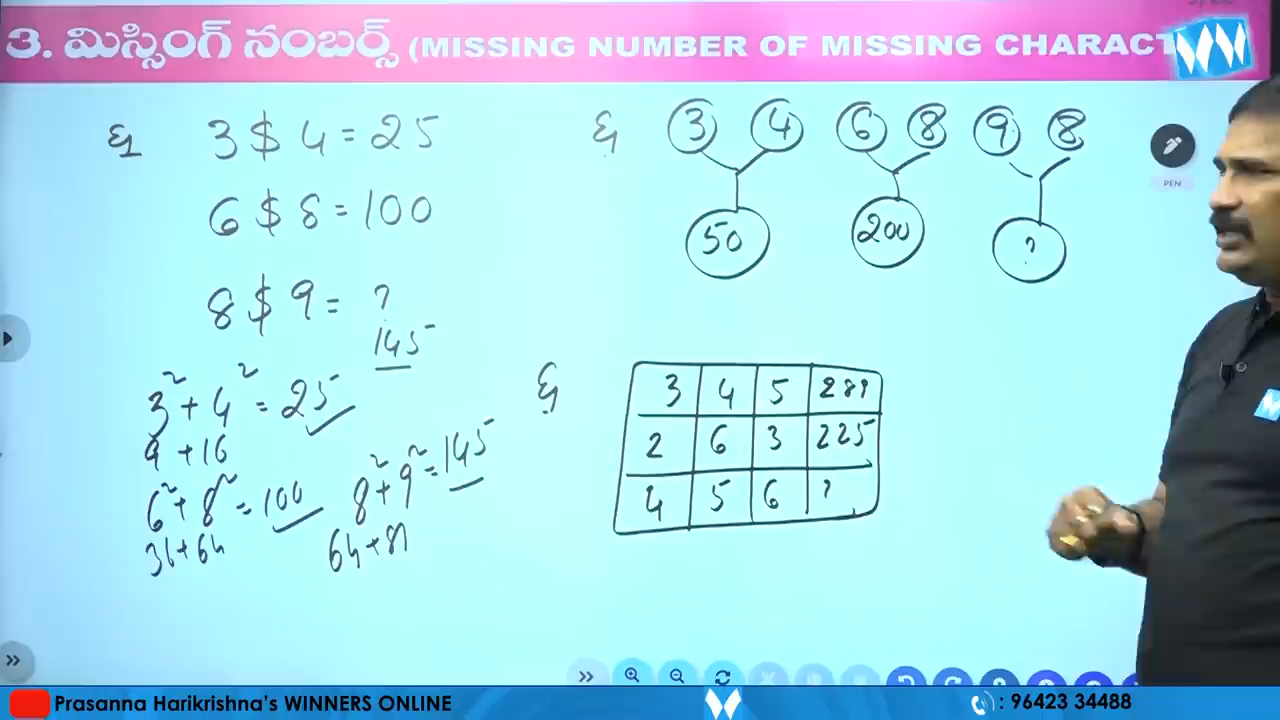 3. మిస్సింగ్ నంబర్స్ (MISSING NUMBER OF MISSING CHARACT
3 $ 4 = 25
6 $ 8 = 100
8 $ 9 = ?
145
3² + 4² = 25
9 + 16
6² + 8² = 100
36 + 64
8² + 9² = 145
64 + 81
3 4 6 8 9 8
50 200 ?
3 4 5 289
2 6 3 225
4 5 6 ?
PEN
Prasanna Harikrishna's WINNERS ONLINE
: 96423 34488